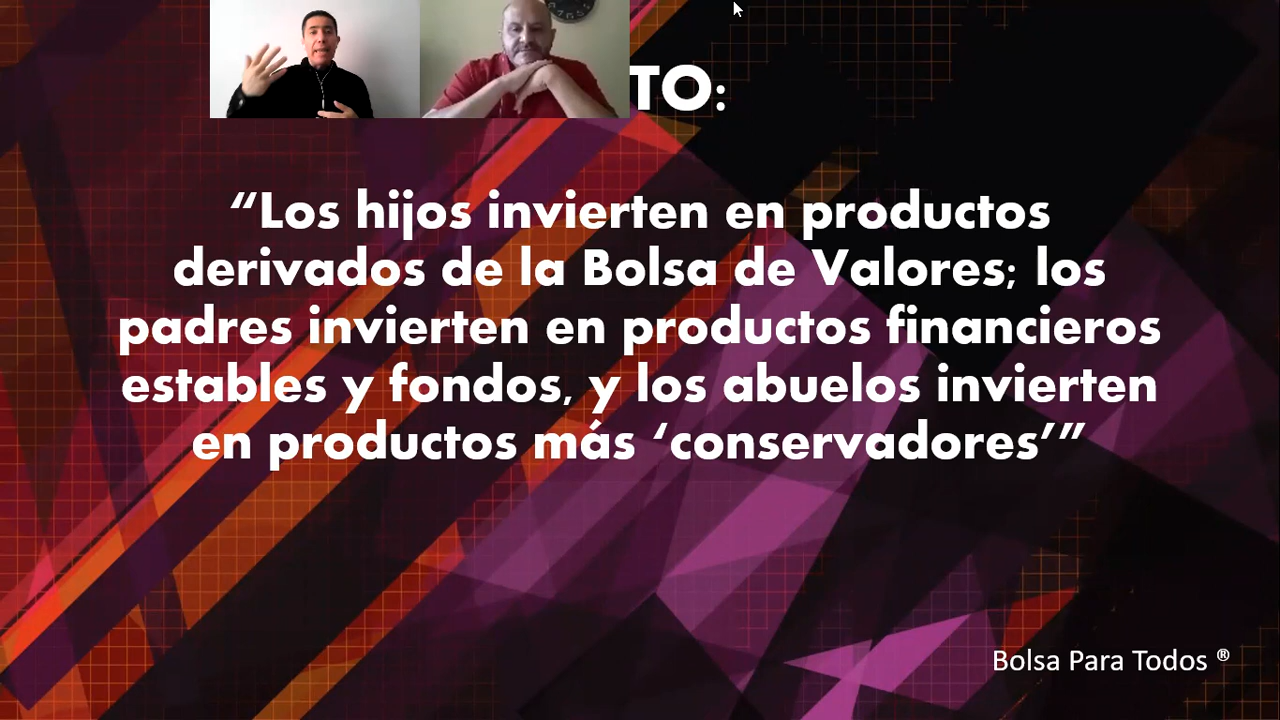 TO:
“Los hijos invierten en productos
derivados de la Bolsa de Valores; los
padres invierten en productos financieros
estables y fondos, y los abuelos invierten
en productos más ‘conservadores’”
Bolsa Para Todos ®